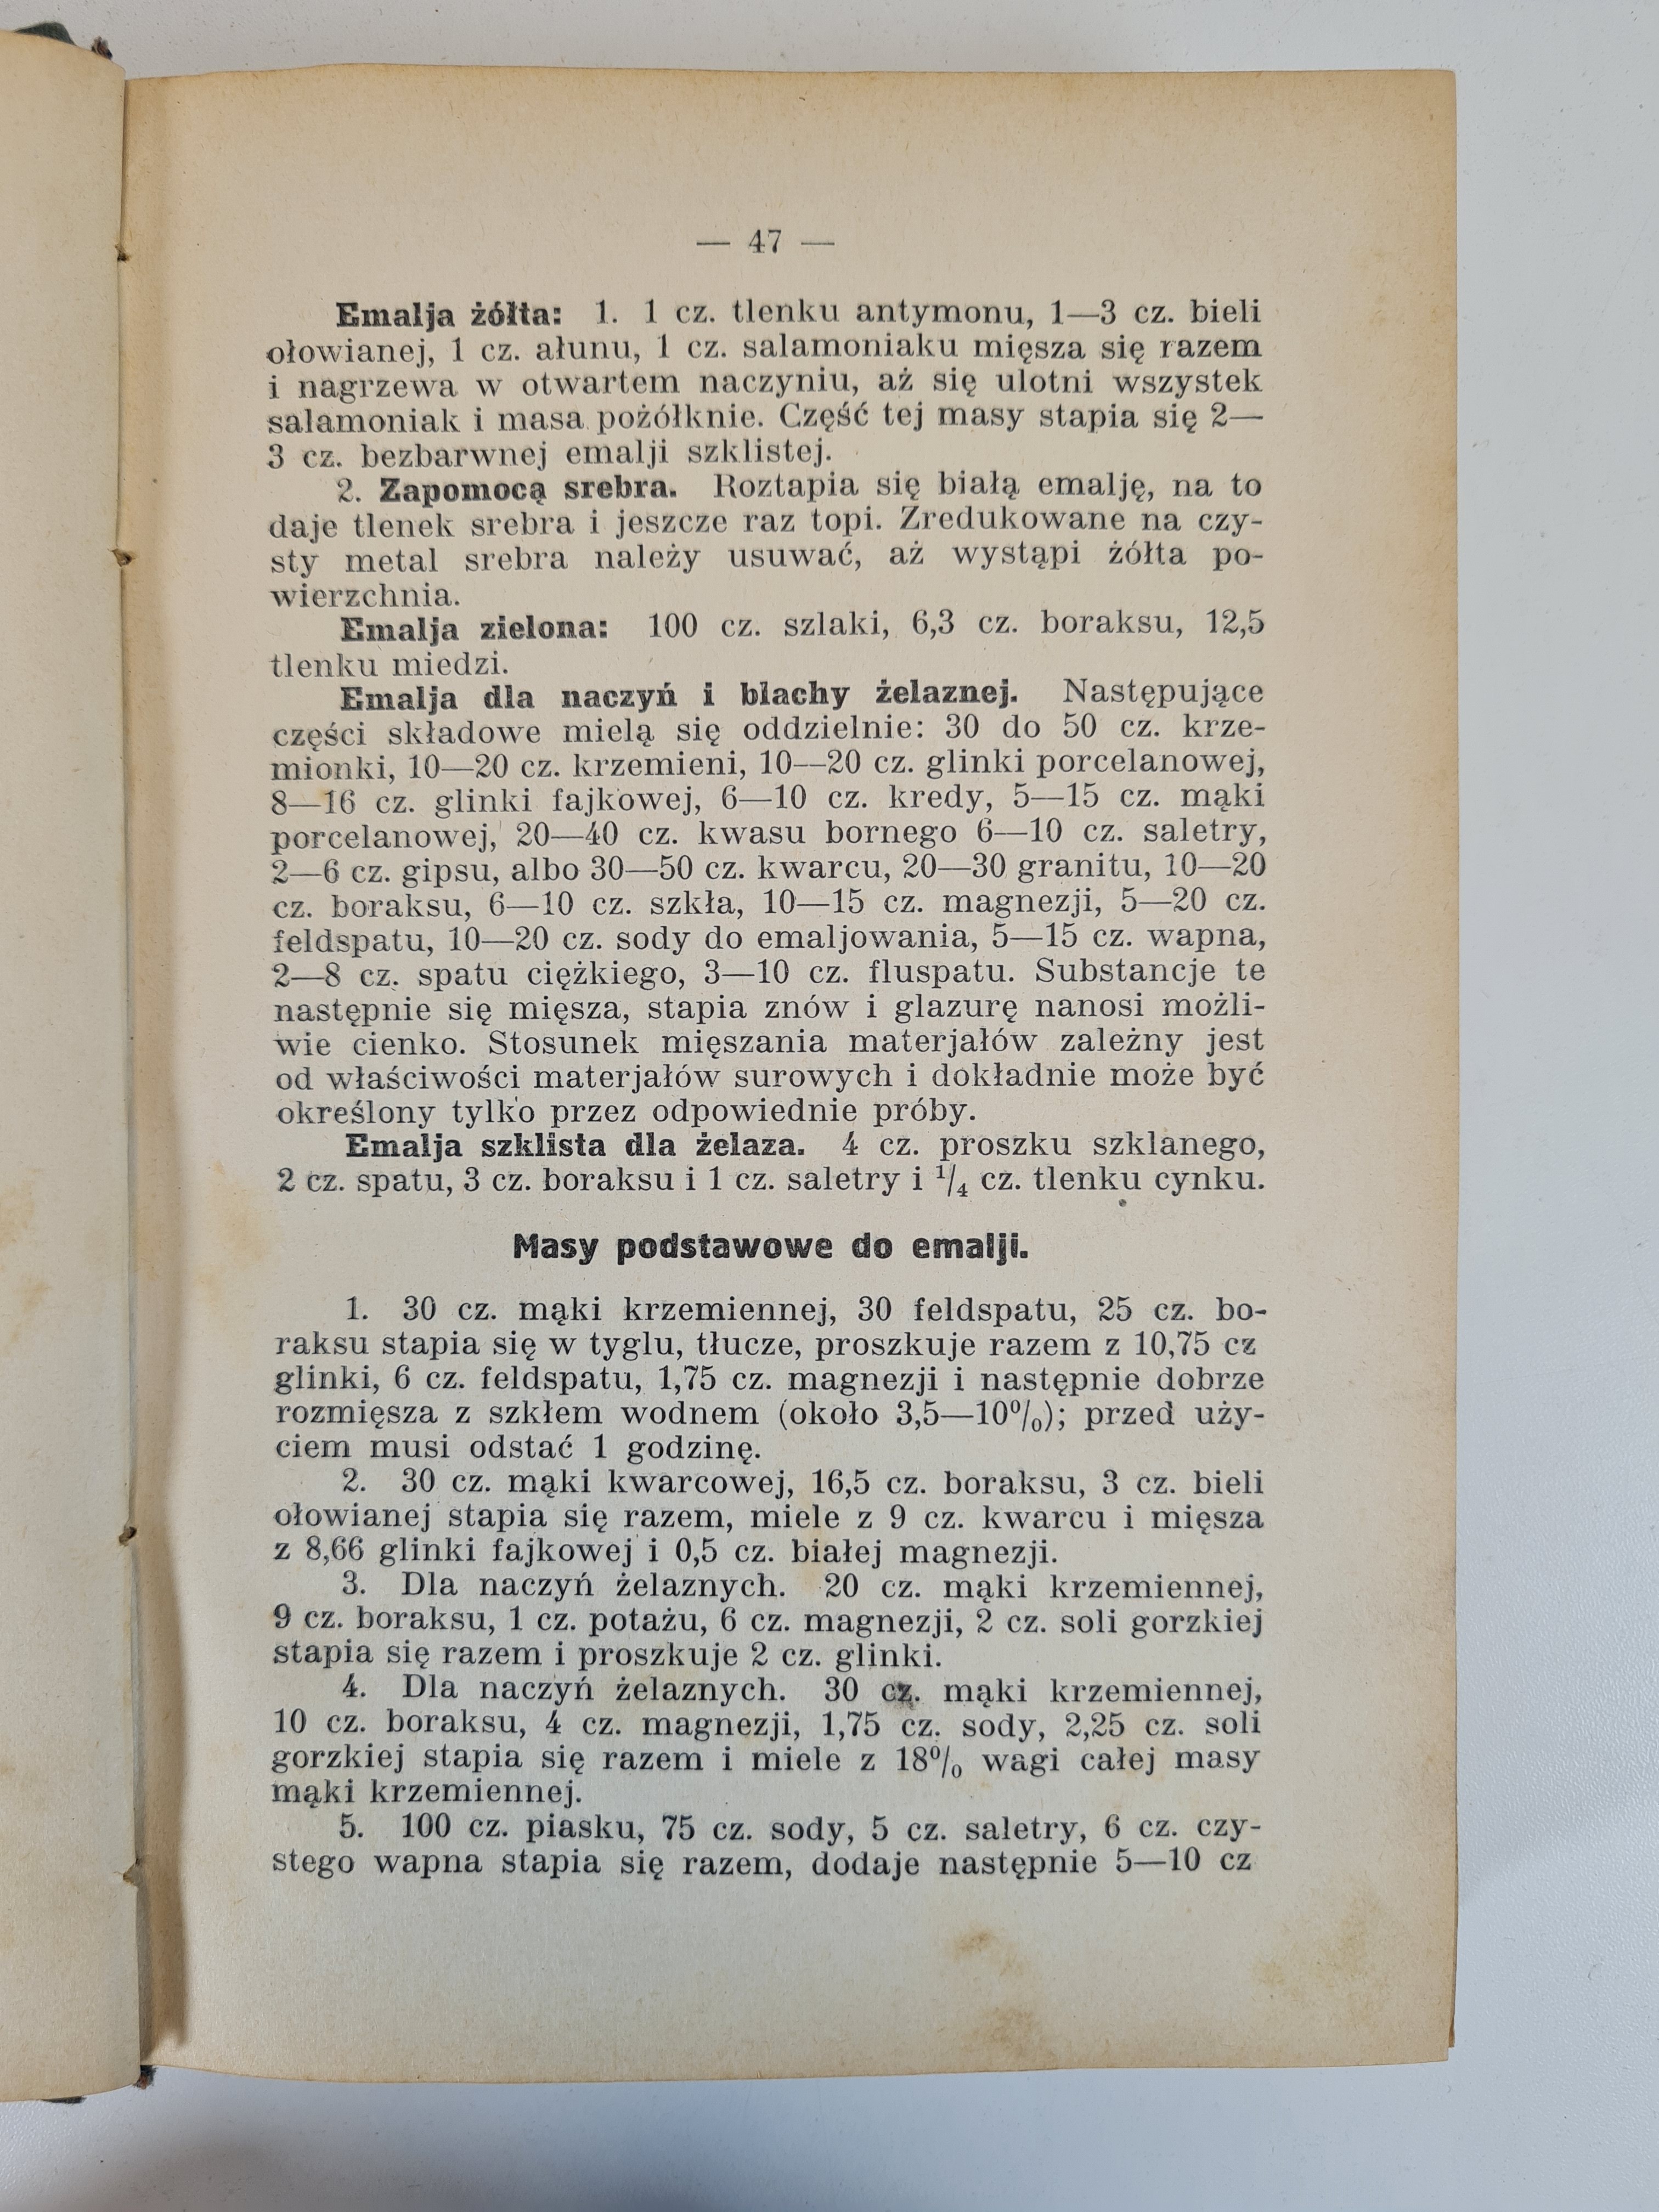 — 47 —
Emalja żółta: 1. 1 cz. tlenku antymonu, 1—3 cz. bieli
ołowianej, 1 cz. ałunu, 1 cz. salamoniaku mięsza się razem
i nagrzewa w otwartem naczyniu, aż się ulotni wszystek
salamoniak i masa pożółknie. Część tej masy stapia się 2—
3 cz. bezbarwnej emalji szklistej.
2. Zapomocą srebra. Roztapia się białą emalję, na to
daje tlenek srebra i jeszcze raz topi. Zredukowane na czy-
sty metal srebra należy usuwać, aż wystąpi żółta po-
wierzchnia.
Emalja zielona: 100 cz. szlaki, 6,3 cz. boraksu, 12,5
tlenku miedzi.
Emalja dla naczyń i blachy żelaznej. Następujące
części składowe mielą się oddzielnie: 30 do 50 cz. krze-
mionki, 10—20 cz. krzemieni, 10—20 cz. glinki porcelanowej,
8—16 cz. glinki fajkowej, 6—10 cz. kredy, 5—15 cz. mąki
porcelanowej, 20—40 cz. kwasu bornego 6—10 cz. saletry,
2—6 cz. gipsu, albo 30—50 cz. kwarcu, 20—30 granitu, 10—20
cz. boraksu, 6—10 cz. szkła, 10—15 cz. magnezji, 5—20 cz.
feldspatu, 10—20 cz. sody do emaljowania, 5—15 cz. wapna,
2—8 cz. spatu ciężkiego, 3—10 cz. fluspatu. Substancje te
następnie się mięsza, stapia znów i glazurę nanosi możli-
wie cienko. Stosunek mięszania materjałów zależny jest
od właściwości materjałów surowych i dokładnie może być
określony tylko przez odpowiednie próby.
Emalja szklista dla żelaza. 4 cz. proszku szklanego,
2 cz. spatu, 3 cz. boraksu i 1 cz. saletry i 1/4 cz. tlenku cynku.
Masy podstawowe do emalji.
1. 30 cz. mąki krzemiennej, 30 feldspatu, 25 cz. bo-
raksu stapia się w tyglu, tłucze, proszkuje razem z 10,75 cz
glinki, 6 cz. feldspatu, 1,75 cz. magnezji i następnie dobrze
rozmięsza z szkłem wodnem (około 3,5—10%); przed uży-
ciem musi odstać 1 godzinę.
2. 30 cz. mąki kwarcowej, 16,5 cz. boraksu, 3 cz. bieli
ołowianej stapia się razem, miele z 9 cz. kwarcu i mięsza
z 8,66 glinki fajkowej i 0,5 cz. białej magnezji.
3. Dla naczyń żelaznych. 20 cz. mąki krzemiennej,
9 cz. boraksu, 1 cz. potażu, 6 cz. magnezji, 2 cz. soli gorzkiej
stapia się razem i proszkuje 2 cz. glinki.
4. Dla naczyń żelaznych. 30 cz. mąki krzemiennej,
10 cz. boraksu, 4 cz. magnezji, 1,75 cz. sody, 2,25 cz. soli
gorzkiej stapia się razem i miele z 18% wagi całej masy
mąki krzemiennej.
5. 100 cz. piasku, 75 cz. sody, 5 cz. saletry, 6 cz. czy-
stego wapna stapia się razem, dodaje następnie 5—10 cz